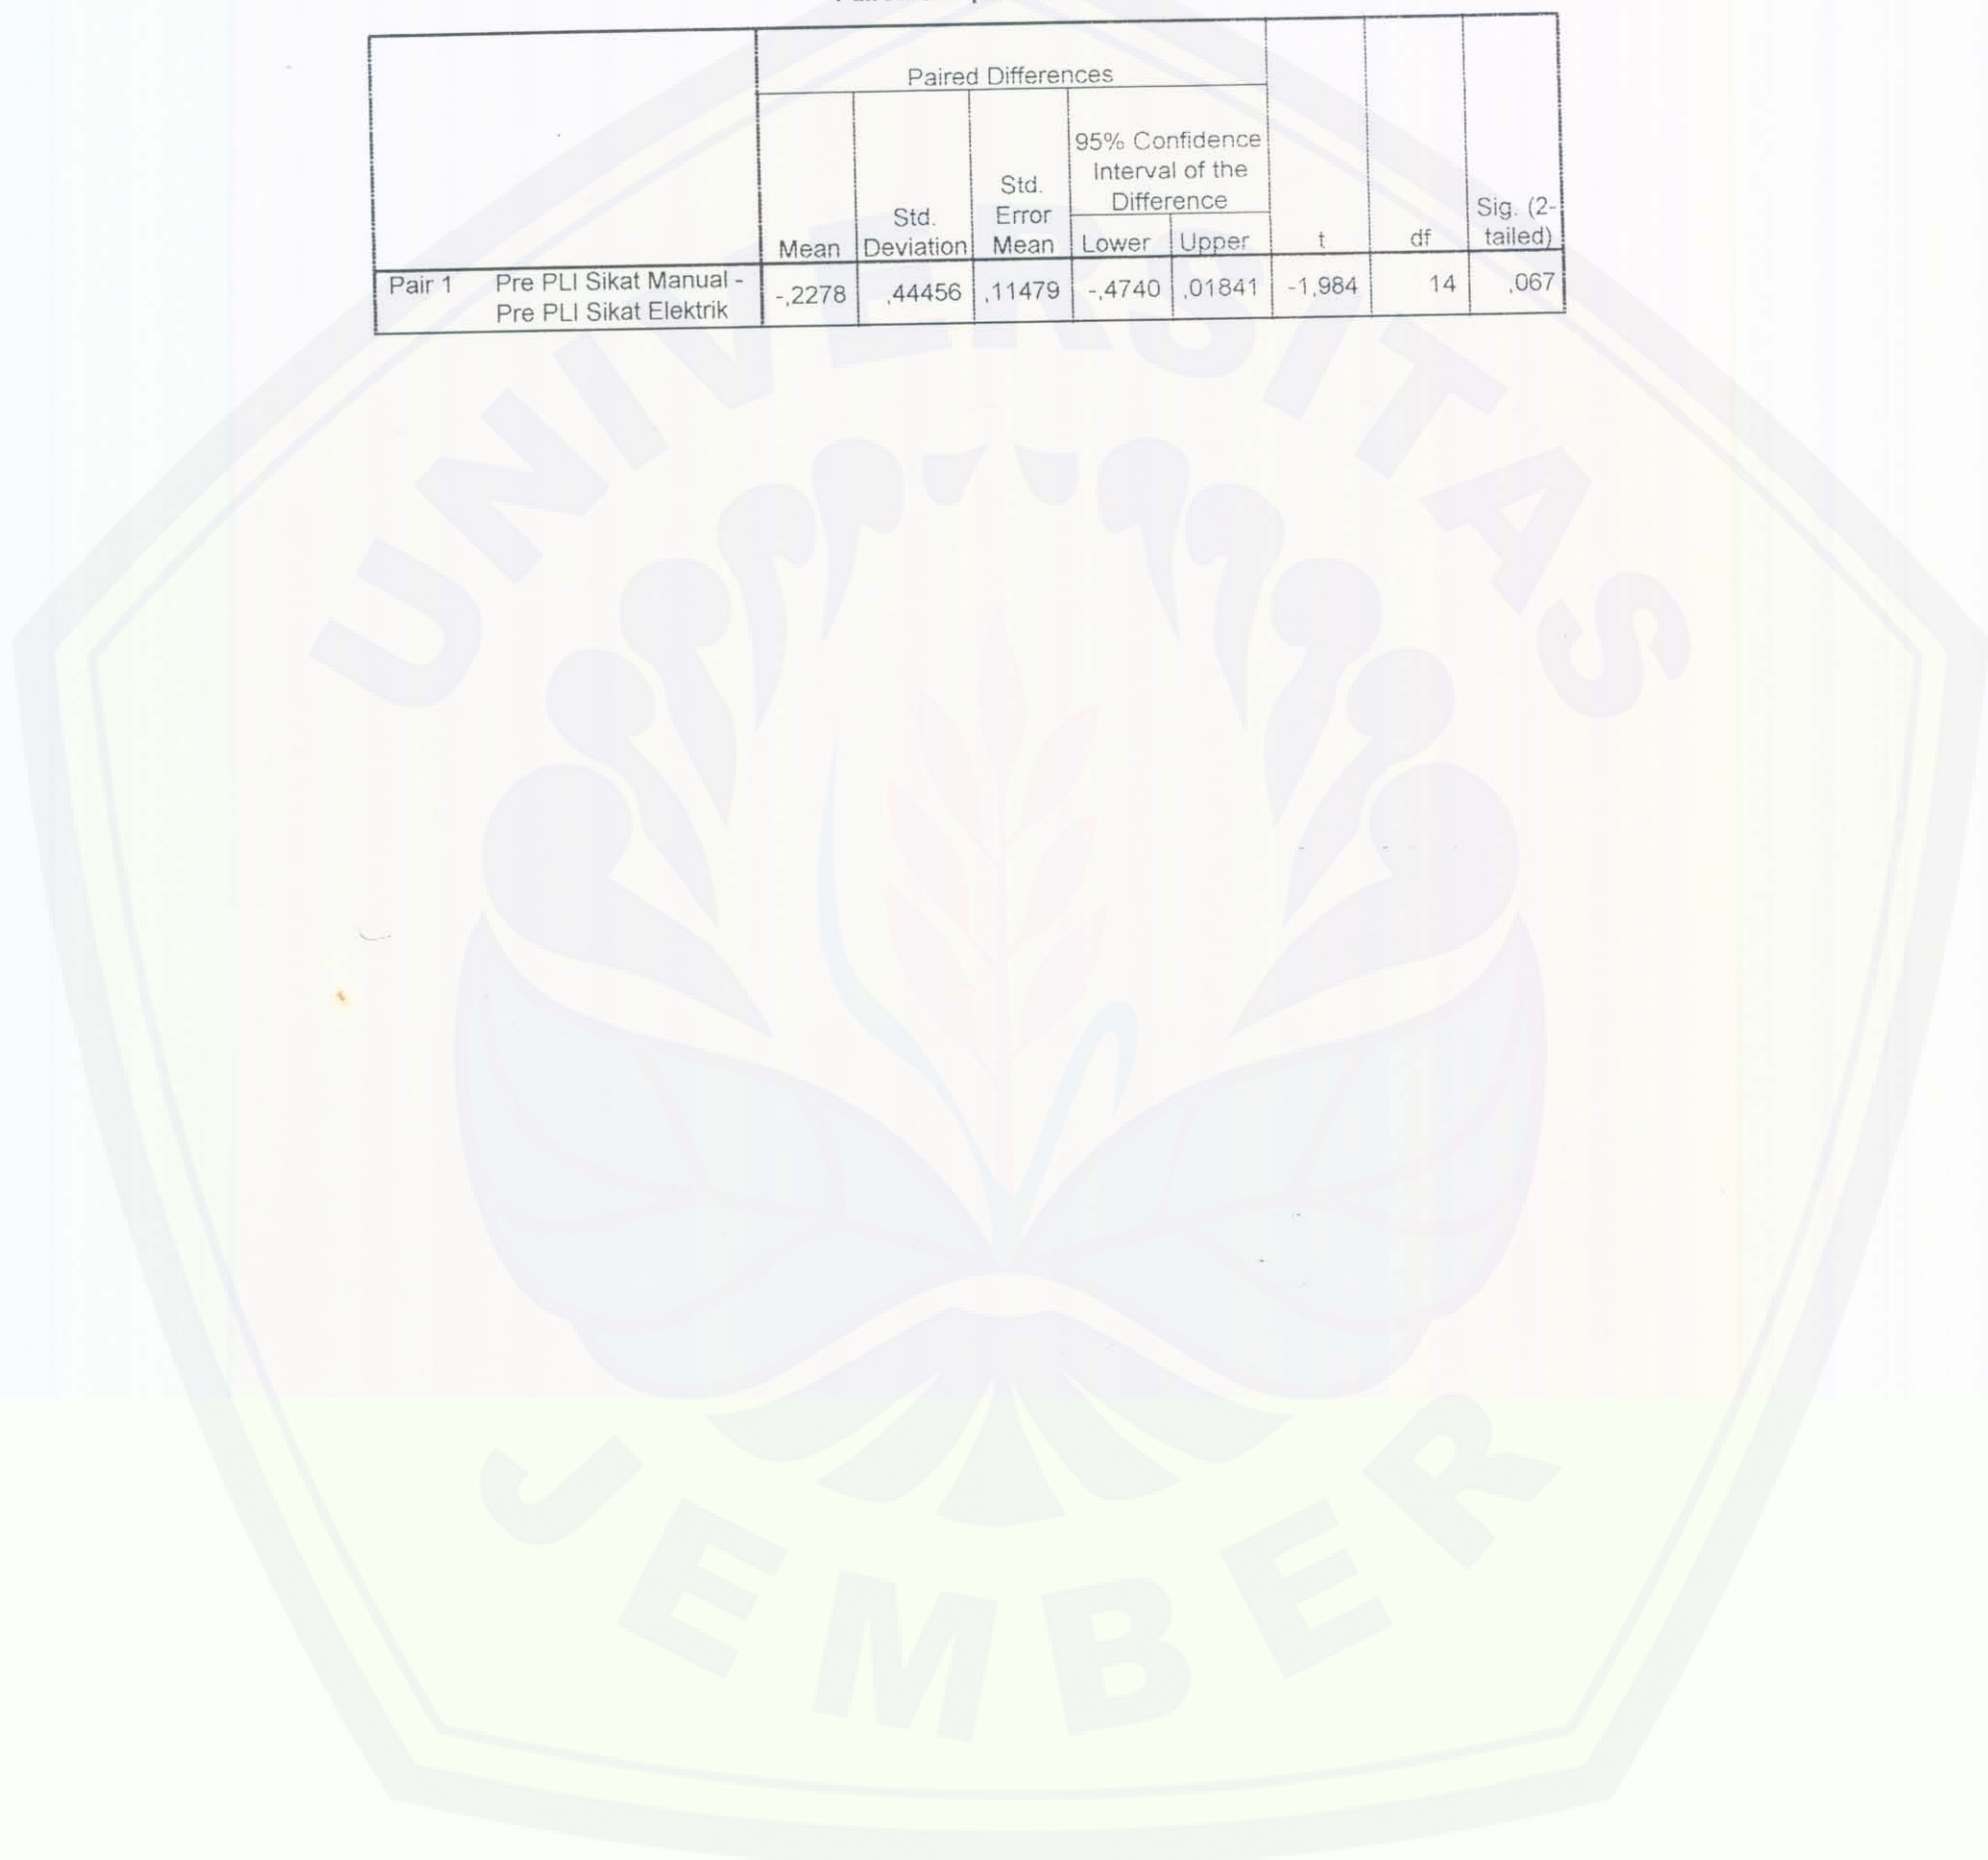 Paired Differences
95% Confidence
Interval of the
Difference
Mean Std. Deviation Std. Error Mean Lower Upper t df Sig. (2-tailed)
Pair 1 Pre PLI Sikat Manual - -,2278 ,44456 ,11479 -,4740 ,01841 -1,984 14 ,067
Pre PLI Sikat Elektrik
UNIVERSITAS
JEMBER